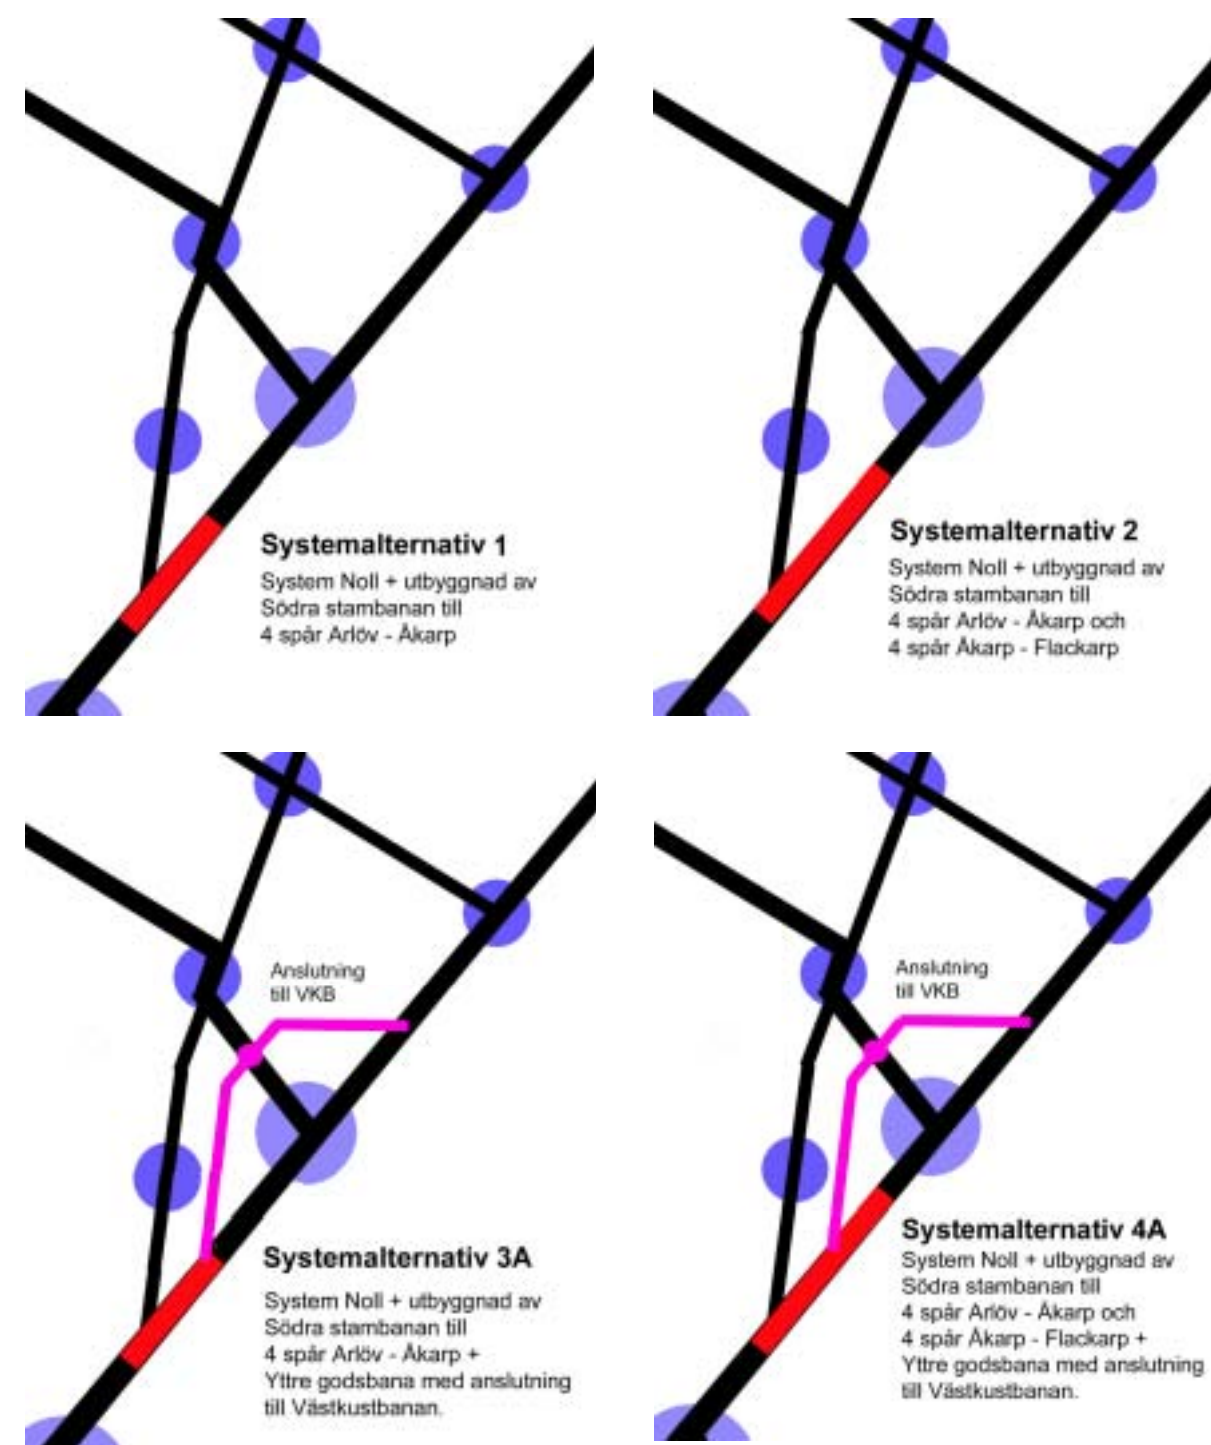 Systemalternativ 1
System Noll + utbyggnad av
Södra stambanan till
4 spår Arlöv - Åkarp
Systemalternativ 2
System Noll + utbyggnad av
Södra stambanan till
4 spår Arlöv - Åkarp och
4 spår Åkarp - Flackarp
Anslutning
till VKB
Systemalternativ 3A
System Noll + utbyggnad av
Södra stambanan till
4 spår Arlöv - Åkarp +
Yttre godsbana med anslutning
till Västkustbanan.
Anslutning
till VKB
Systemalternativ 4A
System Noll + utbyggnad av
Södra stambanan till
4 spår Arlöv - Åkarp och
4 spår Åkarp - Flackarp +
Yttre godsbana med anslutning
till Västkustbanan.